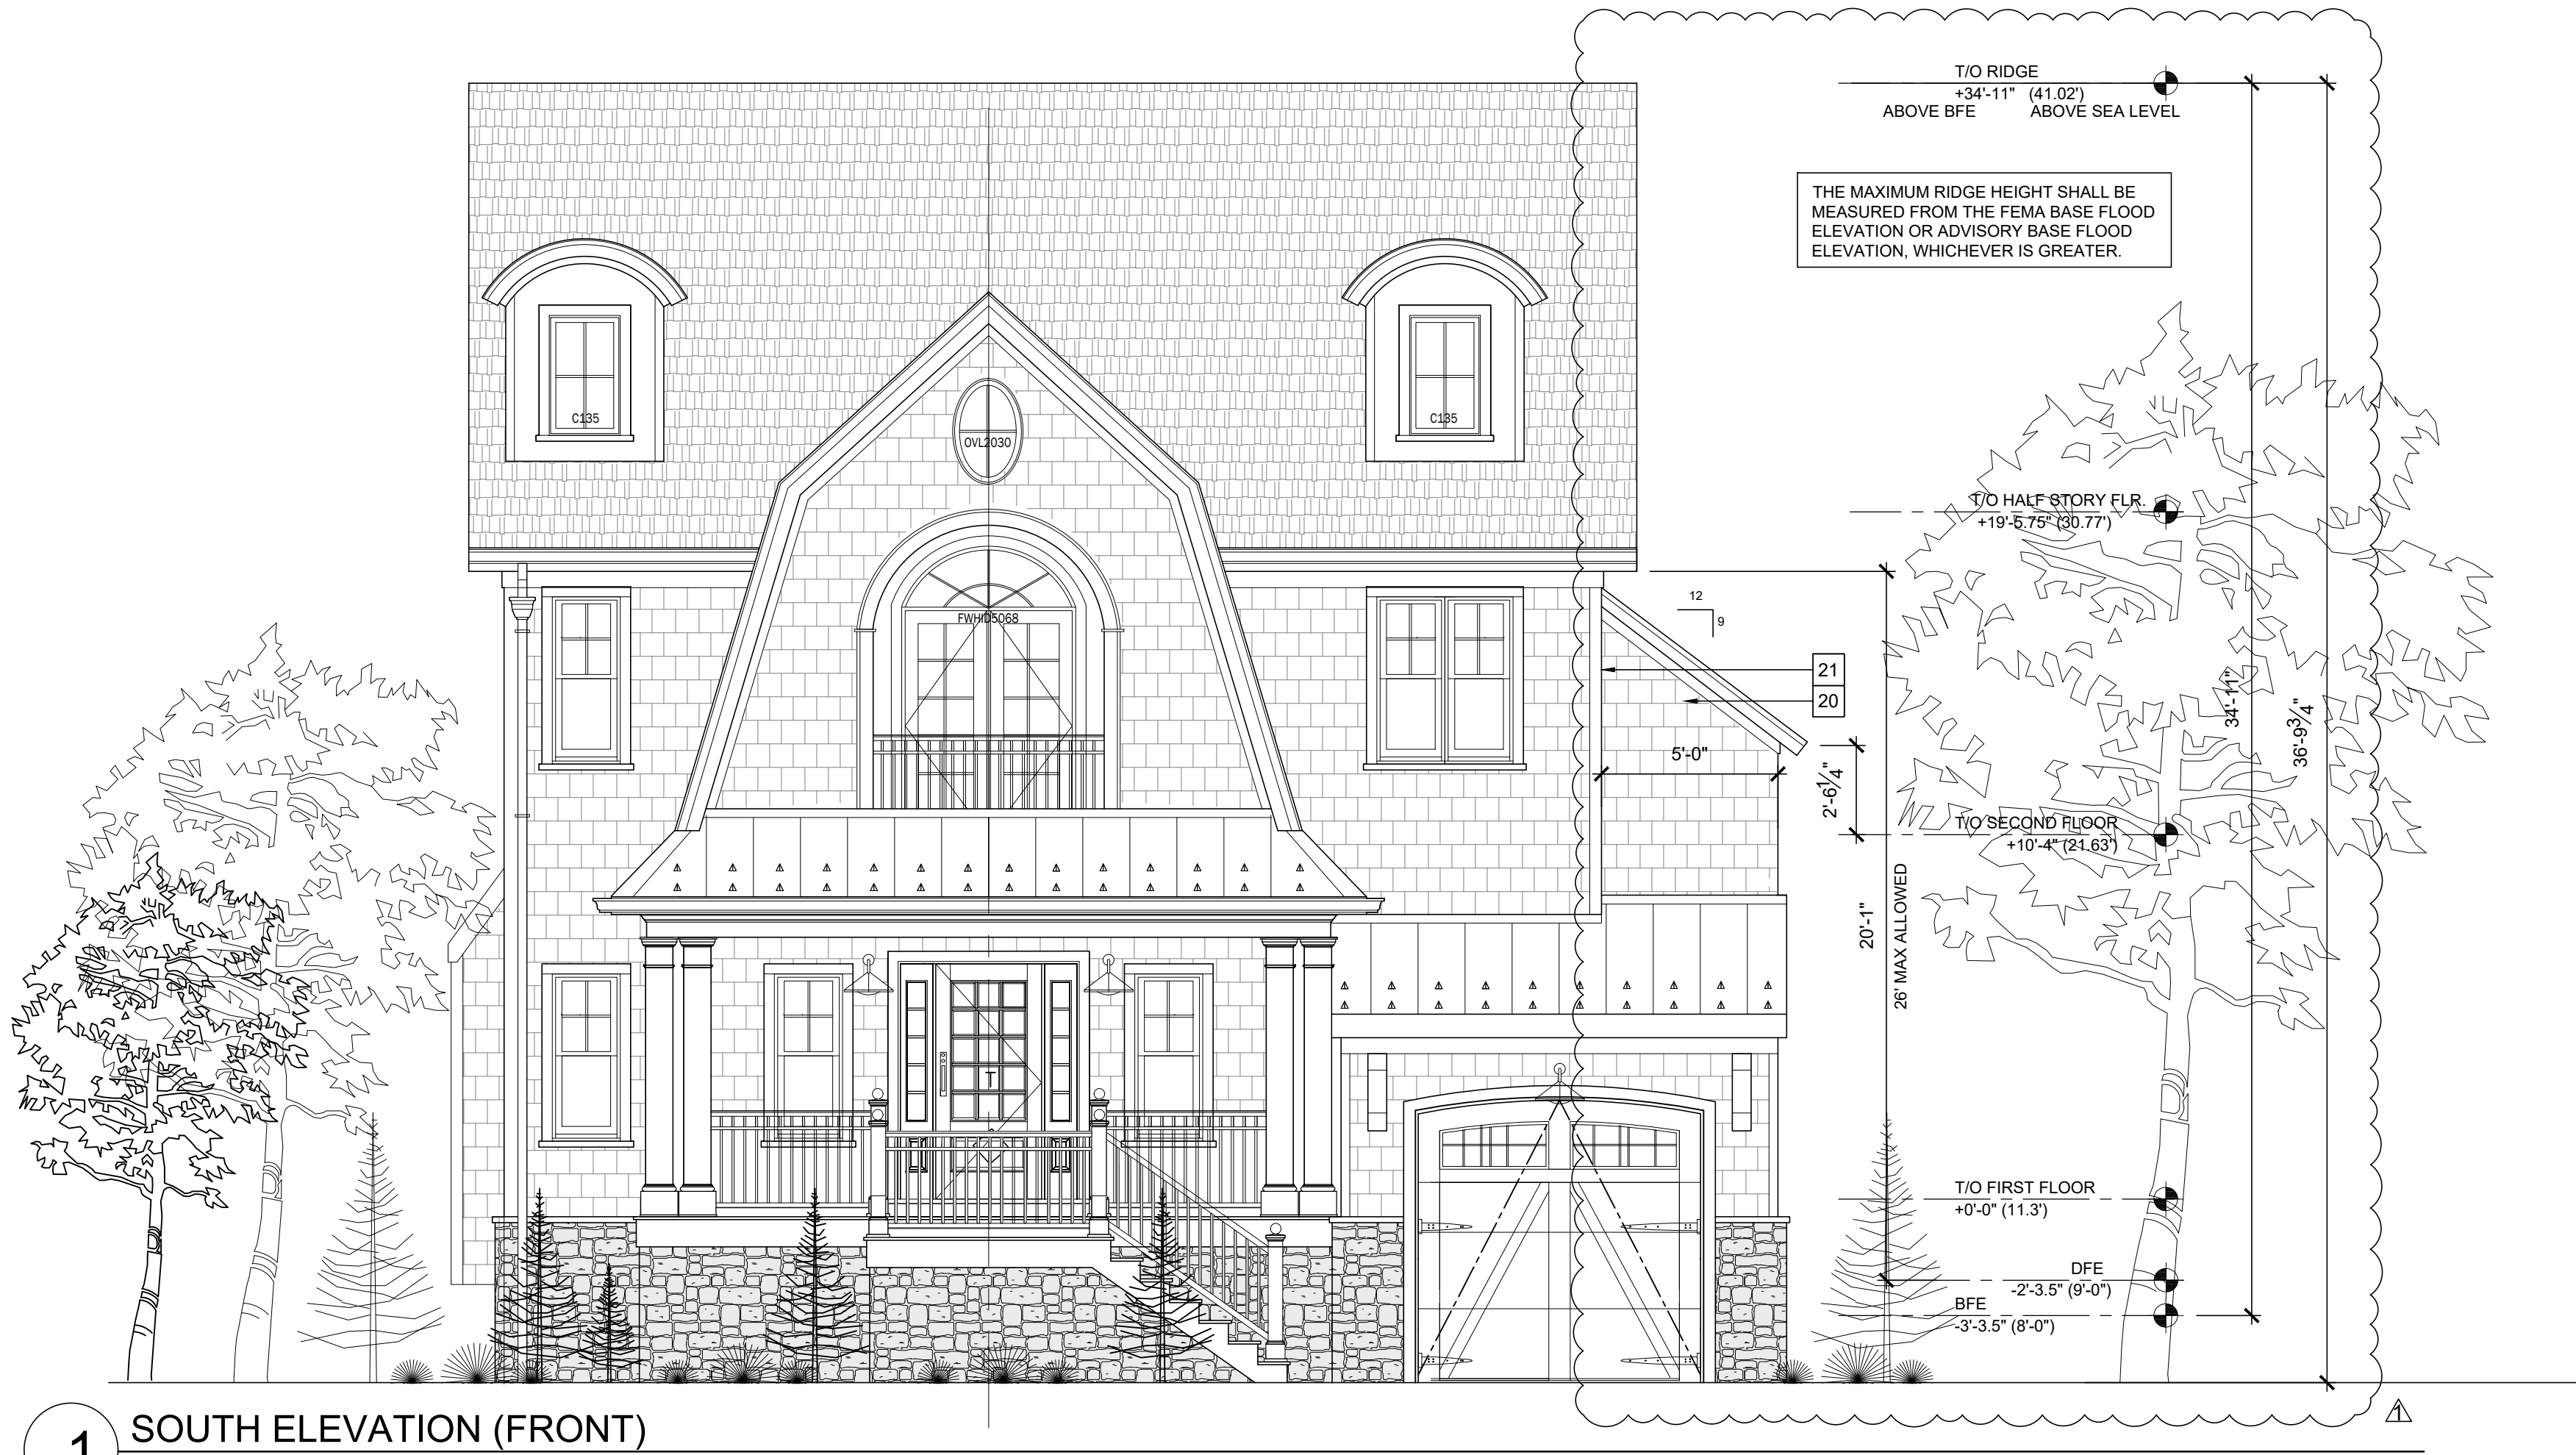 T/O RIDGE
+34'-11" (41.02')
ABOVE BFE ABOVE SEA LEVEL
THE MAXIMUM RIDGE HEIGHT SHALL BE
MEASURED FROM THE FEMA BASE FLOOD
ELEVATION OR ADVISORY BASE FLOOD
ELEVATION, WHICHEVER IS GREATER.
C135
OVL2030
C135
T/O HALF STORY FLR.
+19'-5.75" (30.77')
FWHID5068
12
9
21
20
5'-0"
2'-6 1/4"
34'-11"
36'-9 3/4"
T/O SECOND FLOOR
+10'-4" (21.63')
20'-1"
26' MAX ALLOWED
T
T/O FIRST FLOOR
+0'-0" (11.3')
DFE
-2'-3.5" (9'-0")
BFE
-3'-3.5" (8'-0")
1
1
SOUTH ELEVATION (FRONT)